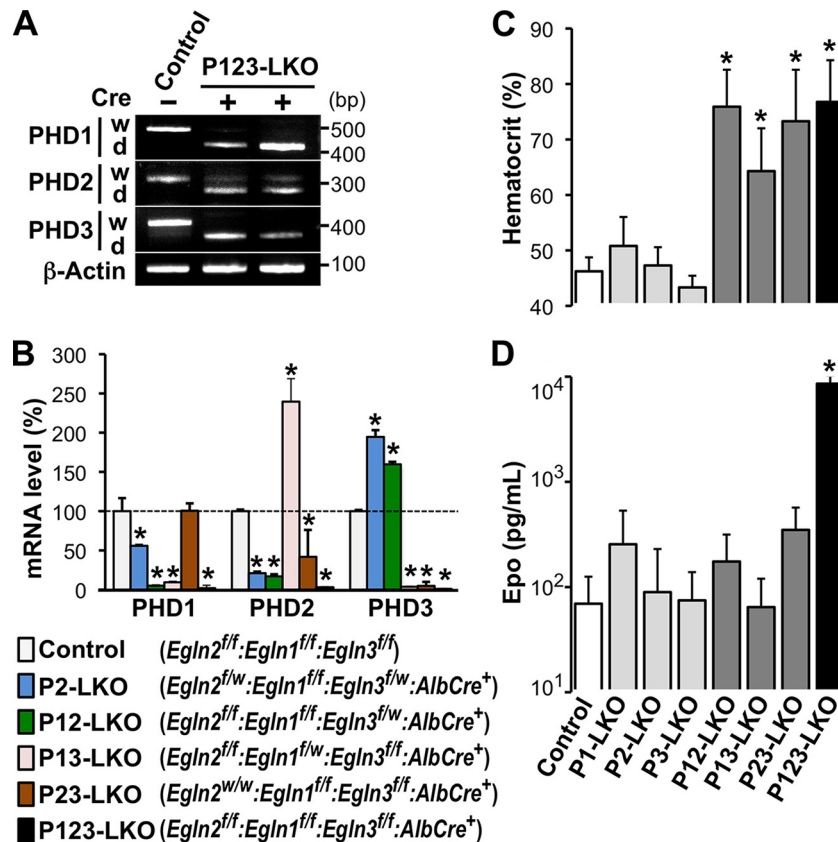 A
Control
P123-LKO
Cre − + + (bp)
PHD1 w 500
d 400
PHD2 w 300
d
PHD3 w 400
d
β-Actin 100
B
mRNA level (%)
300
250
200
150
100
50
0
* * * * * * * * * * * * * *
PHD1 PHD2 PHD3
Control (Egln2f/f:Egln1f/f:Egln3f/f)
P2-LKO (Egln2f/w:Egln1f/f:Egln3f/w:AlbCre+)
P12-LKO (Egln2f/f:Egln1f/f:Egln3f/w:AlbCre+)
P13-LKO (Egln2f/f:Egln1f/w:Egln3f/f:AlbCre+)
P23-LKO (Egln2w/w:Egln1f/f:Egln3f/f:AlbCre+)
P123-LKO (Egln2f/f:Egln1f/f:Egln3f/f:AlbCre+)
C
Hematocrit (%)
90
80
70
60
50
40
* * * *
D
Epo (pg/mL)
104
103
102
101
*
Control
P1-LKO
P2-LKO
P3-LKO
P12-LKO
P13-LKO
P23-LKO
P123-LKO